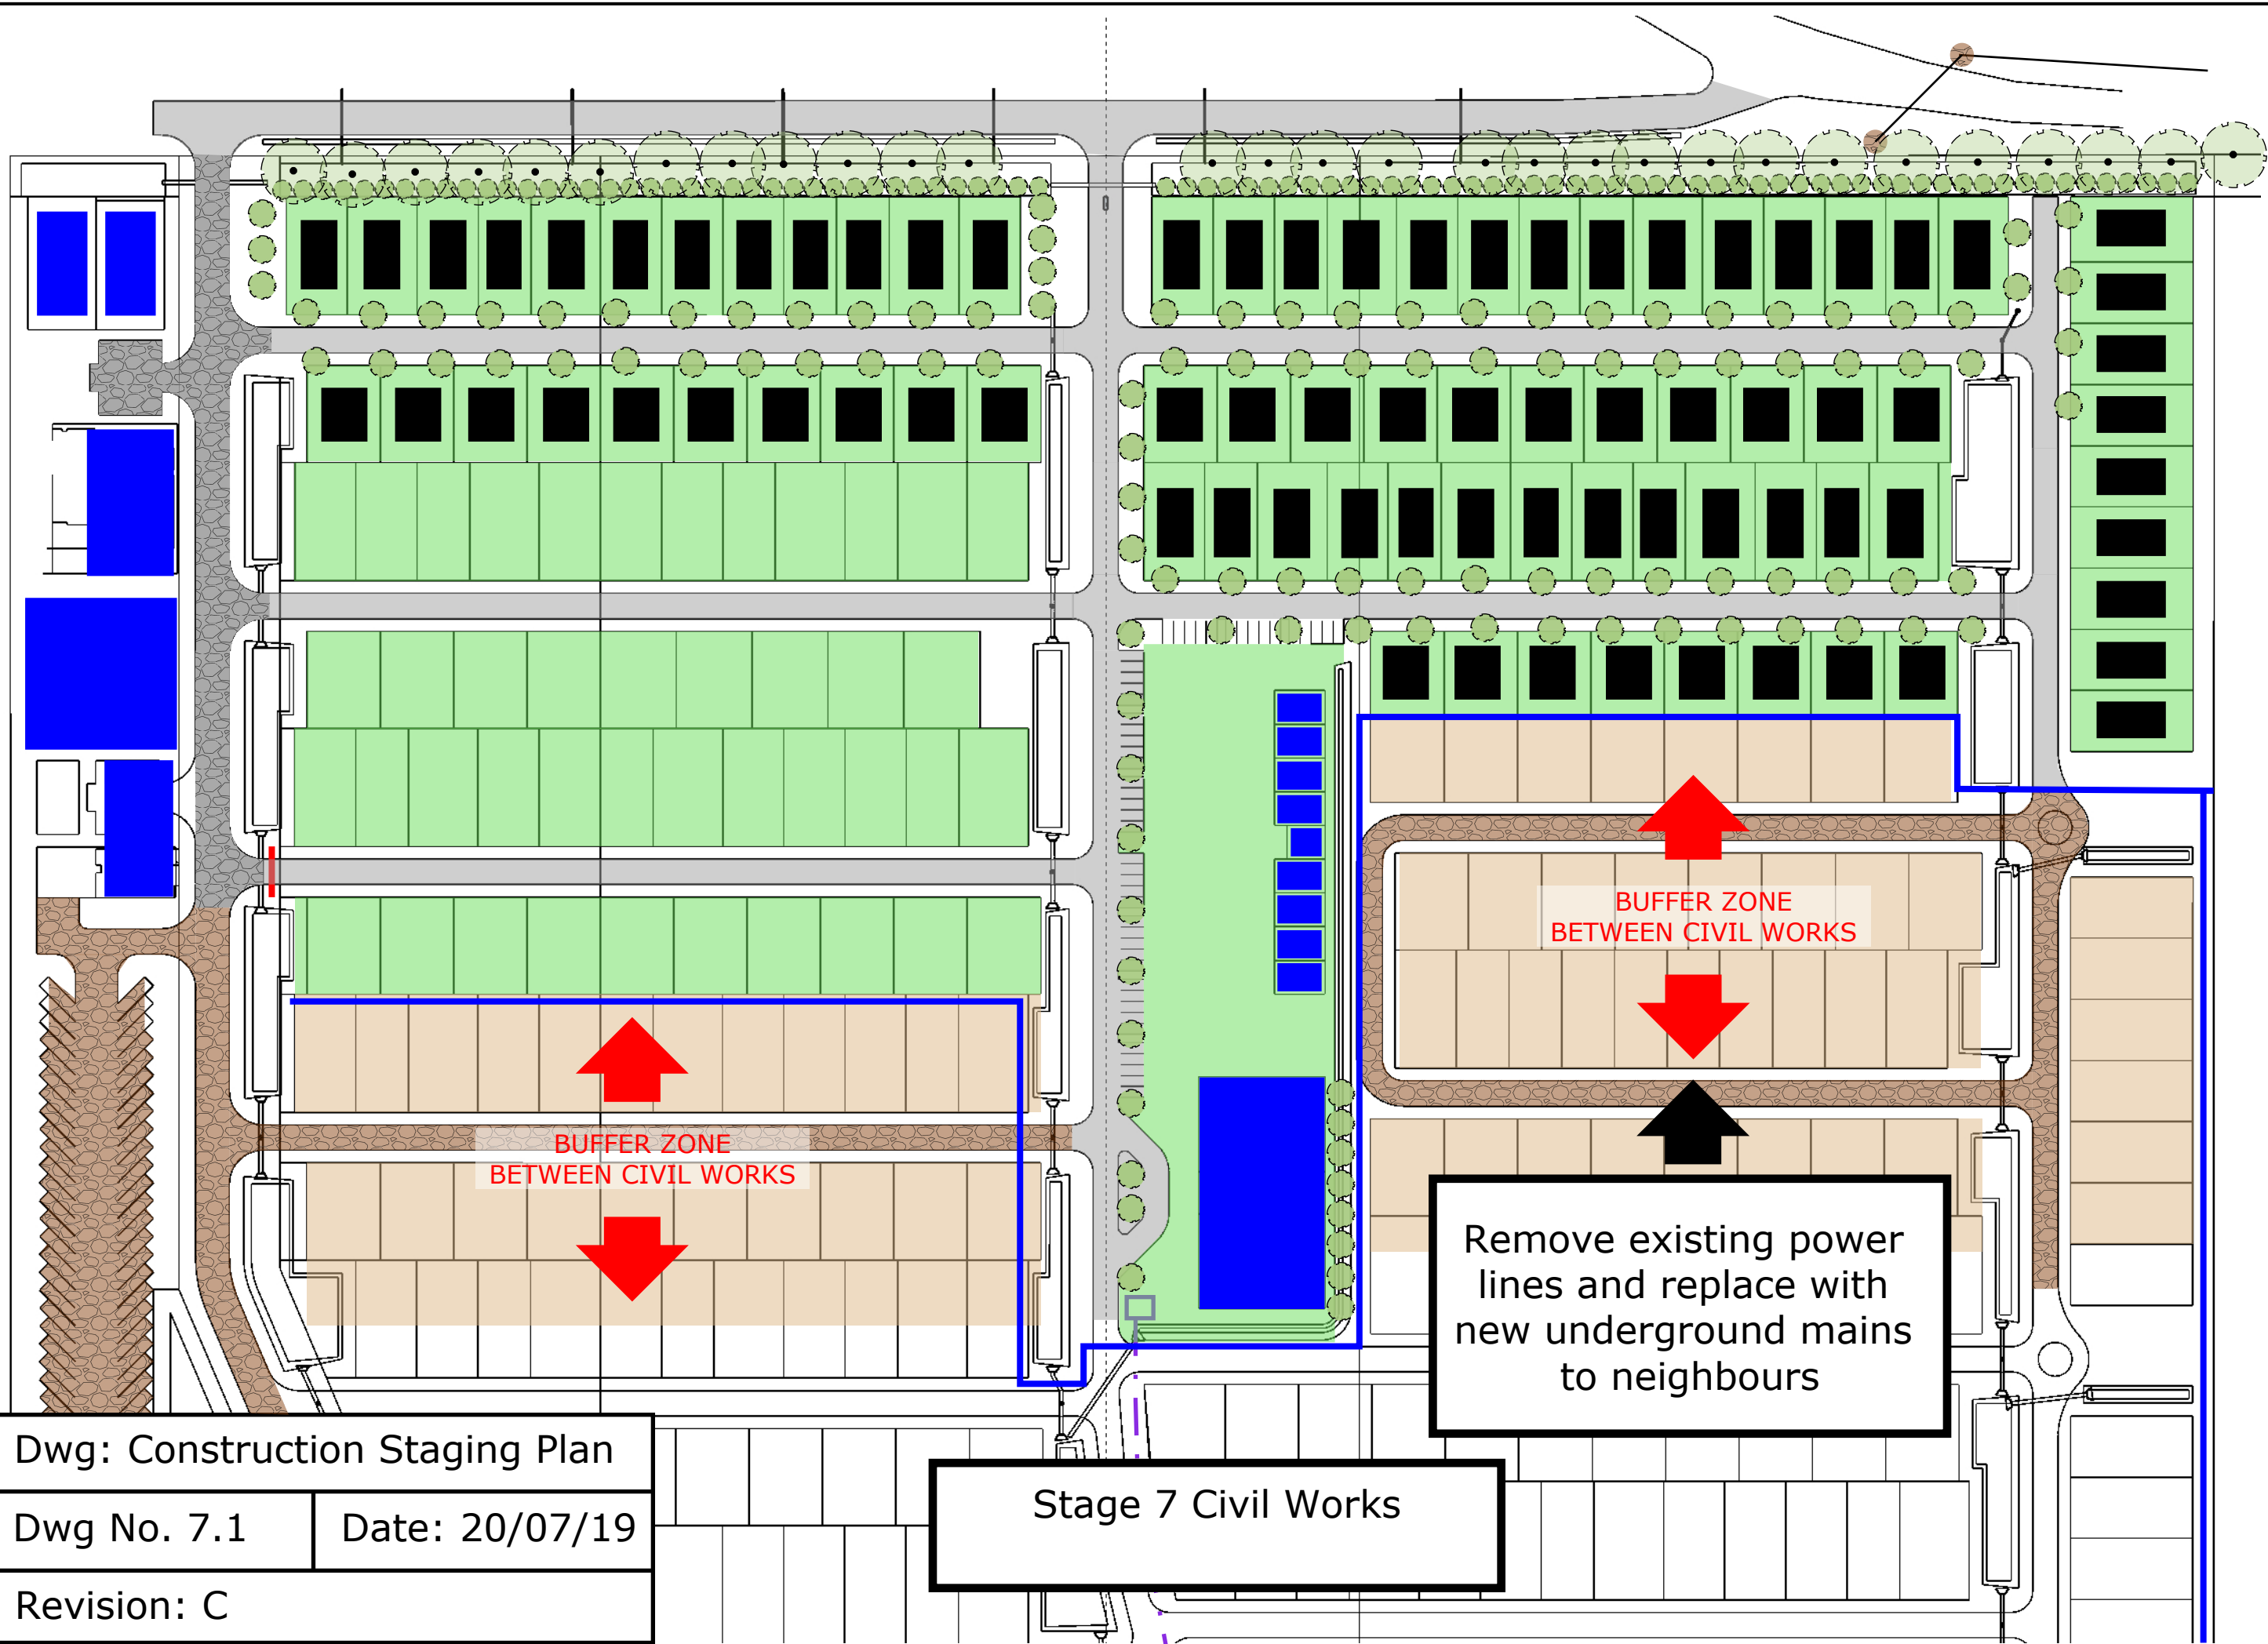 BUFFER ZONE
BETWEEN CIVIL WORKS
BUFFER ZONE
BETWEEN CIVIL WORKS
Remove existing power
lines and replace with
new underground mains
to neighbours
Stage 7 Civil Works
Dwg: Construction Staging Plan
Dwg No. 7.1
Date: 20/07/19
Revision: C